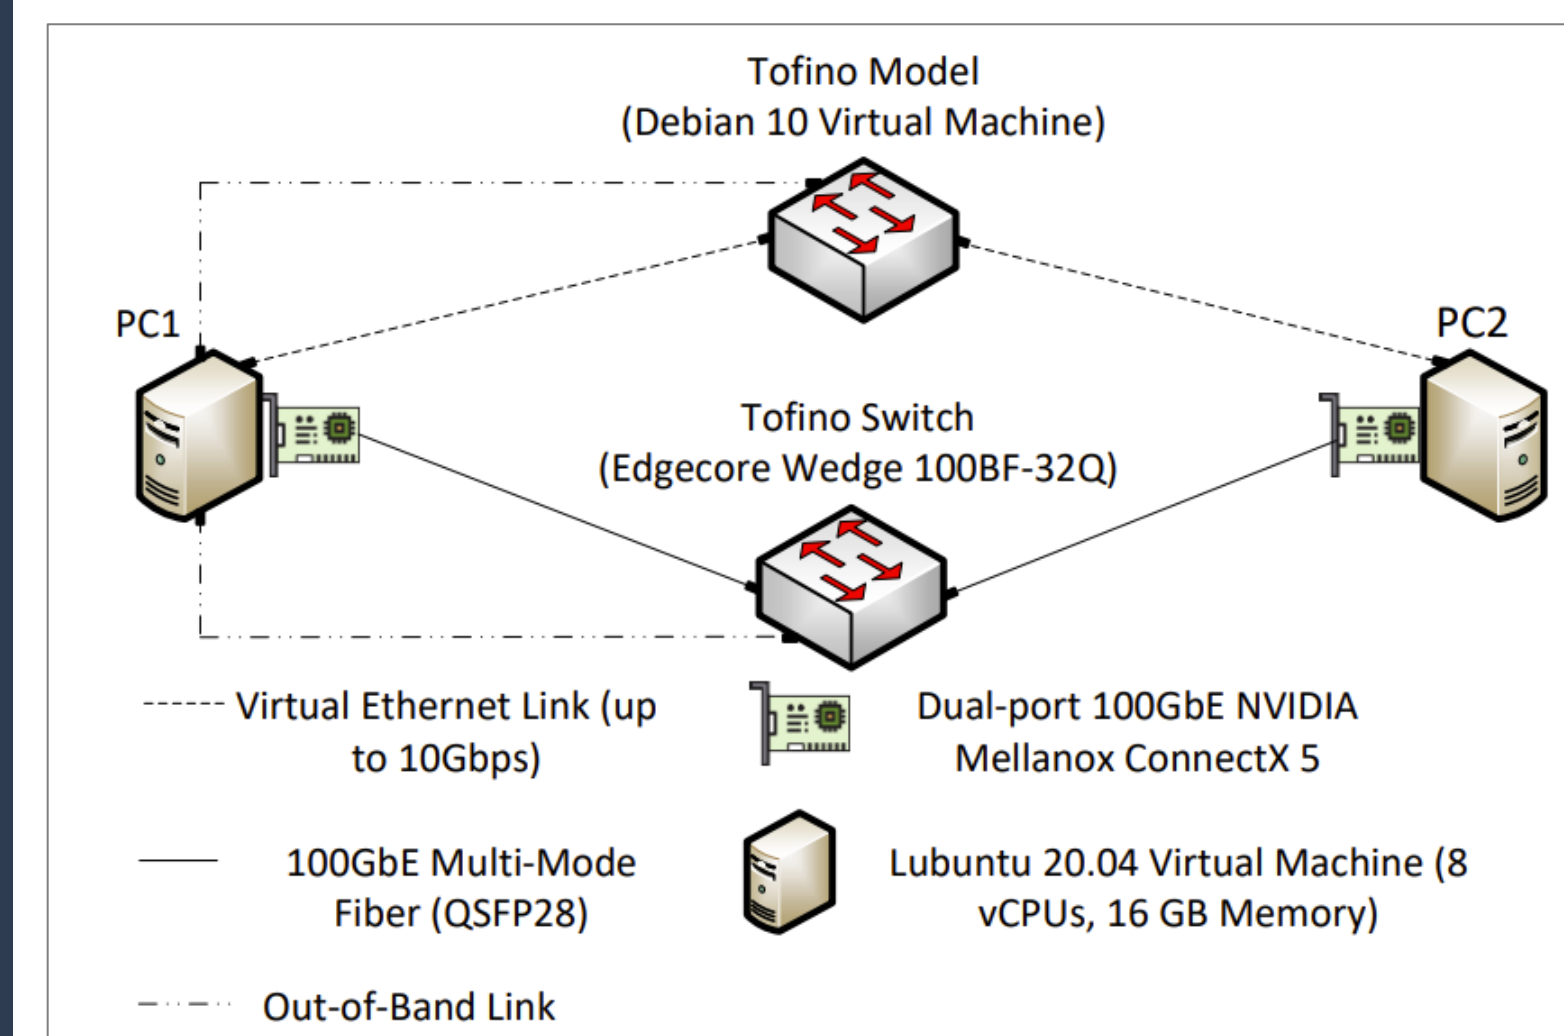 Tofino Model
(Debian 10 Virtual Machine)
PC1
PC2
Tofino Switch
(Edgecore Wedge 100BF-32Q)
Virtual Ethernet Link (up
to 10Gbps)
Dual-port 100GbE NVIDIA
Mellanox ConnectX 5
100GbE Multi-Mode
Fiber (QSFP28)
Lubuntu 20.04 Virtual Machine (8
vCPUs, 16 GB Memory)
Out-of-Band Link